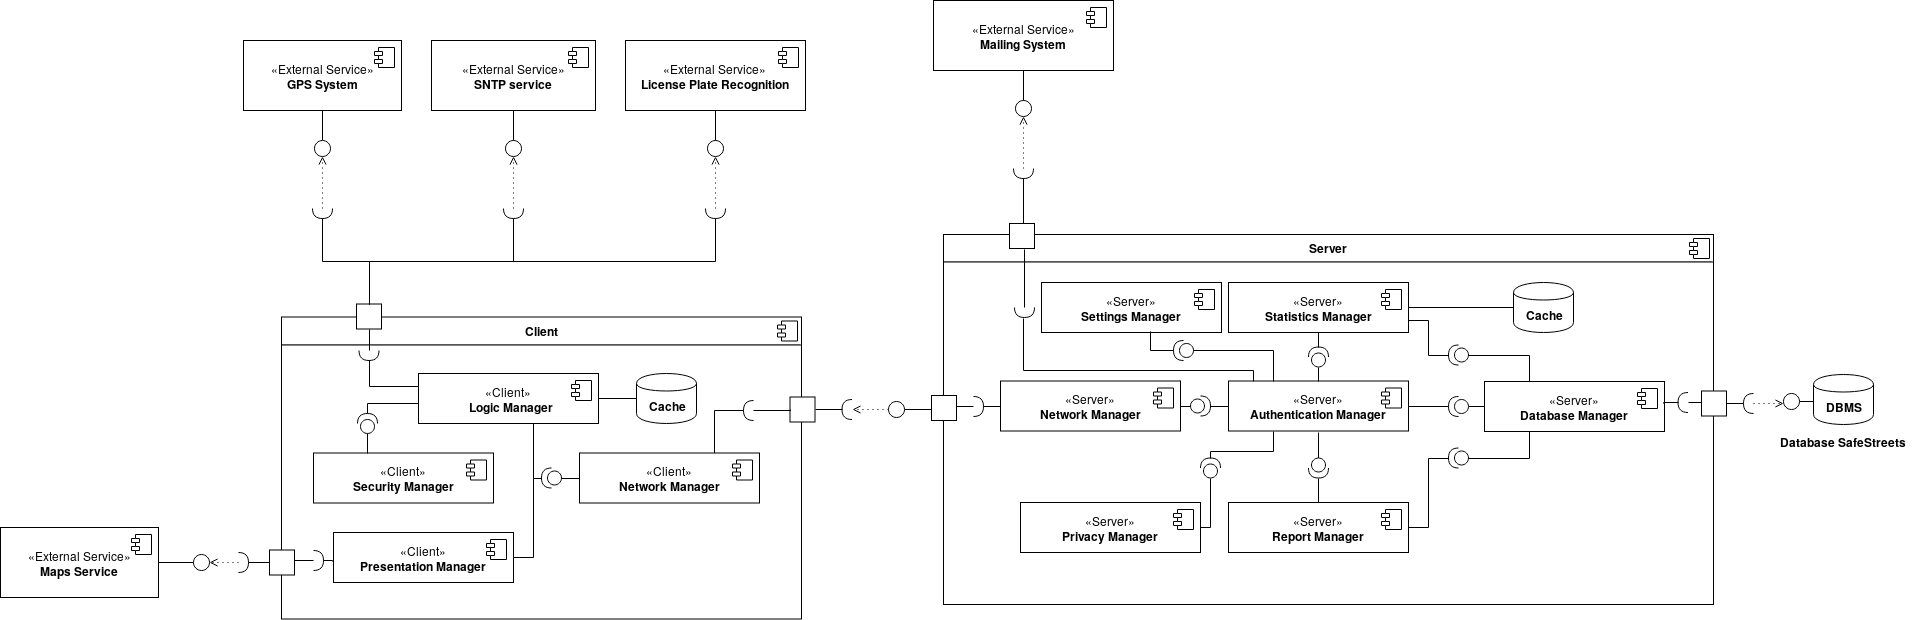 «External Service»
Mailing System
«External Service»
GPS System
«External Service»
SNTP service
«External Service»
License Plate Recognition
Server
«Server»
Settings Manager
«Server»
Statistics Manager
Cache
Client
«Client»
Logic Manager
Cache
«Server»
Network Manager
«Server»
Authentication Manager
«Server»
Database Manager
DBMS
Database SafeStreets
«Client»
Security Manager
«Client»
Network Manager
«Server»
Privacy Manager
«Server»
Report Manager
«External Service»
Maps Service
«Client»
Presentation Manager